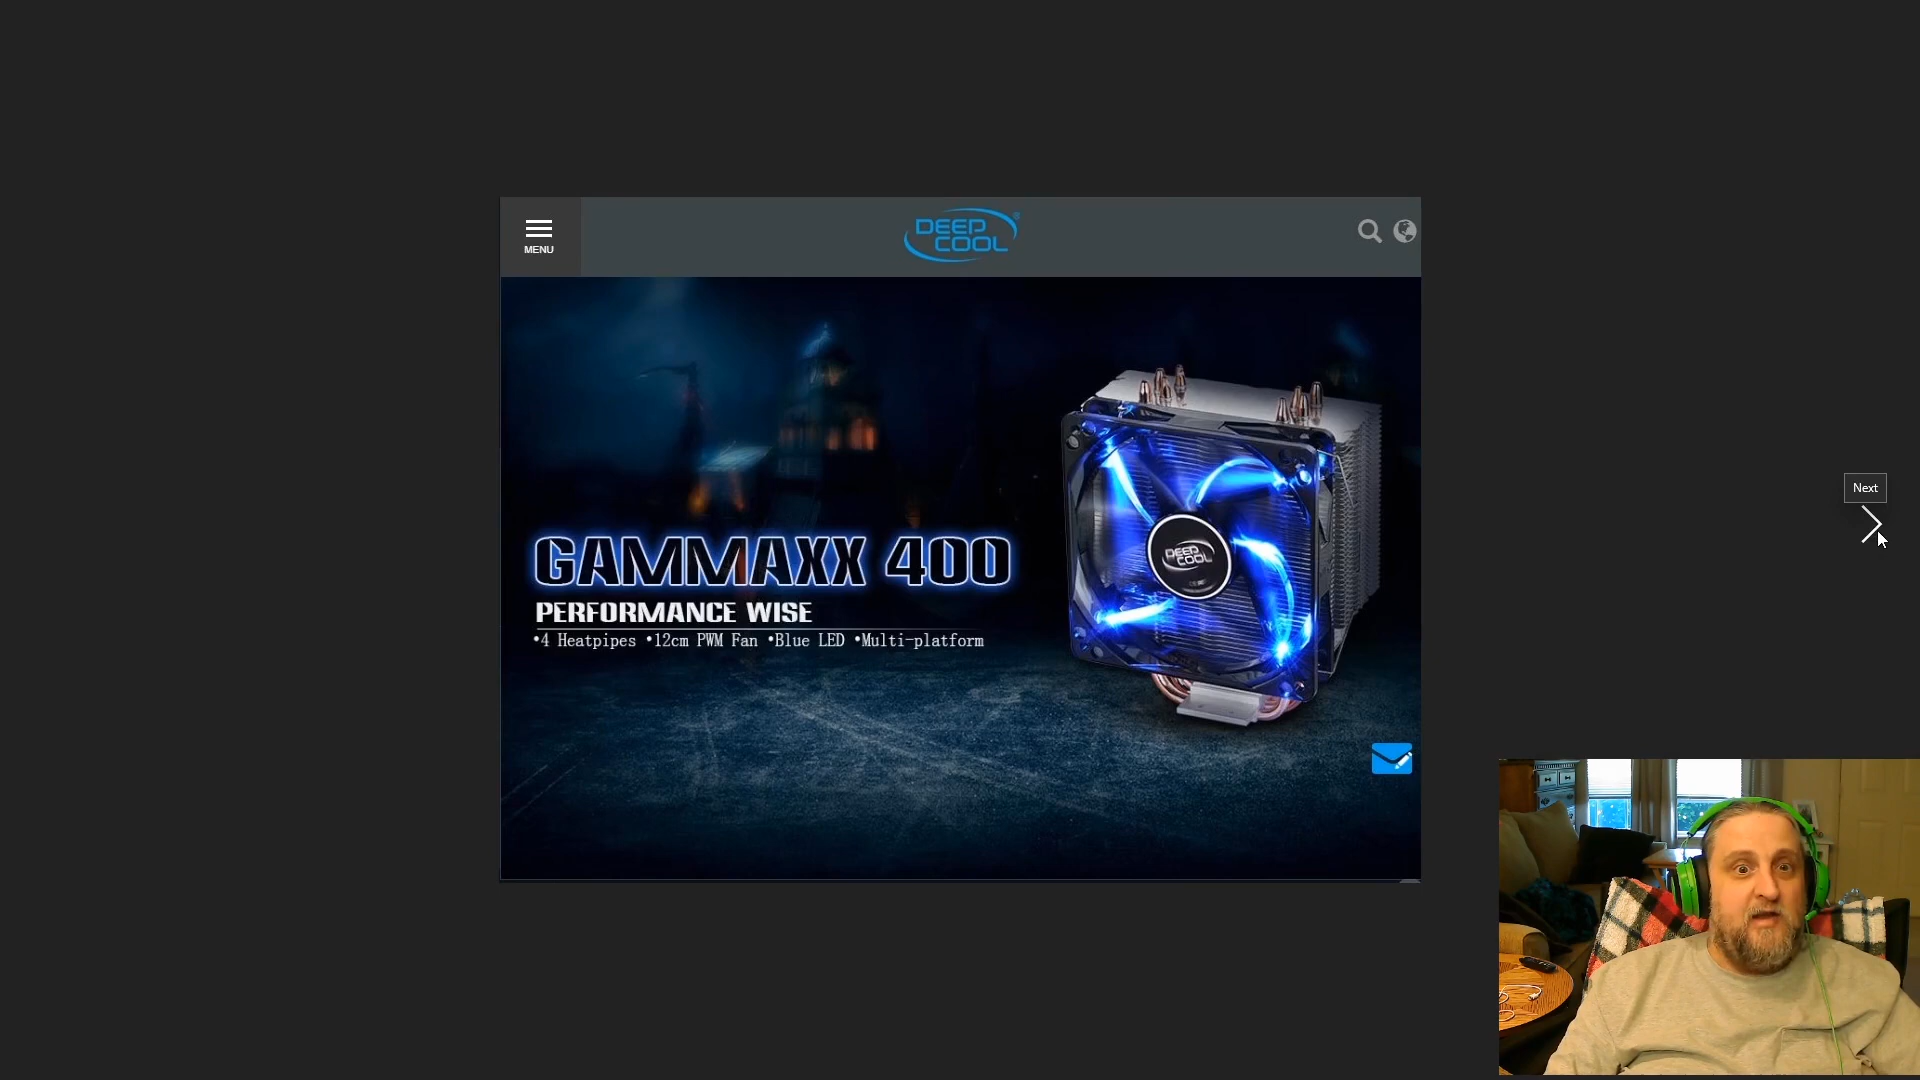 MENU
DEEP
COOL
®
Next
DEEP
COOL
GAMMAXX 400
PERFORMANCE WISE
•4 Heatpipes •12cm PWM Fan •Blue LED •Multi-platform